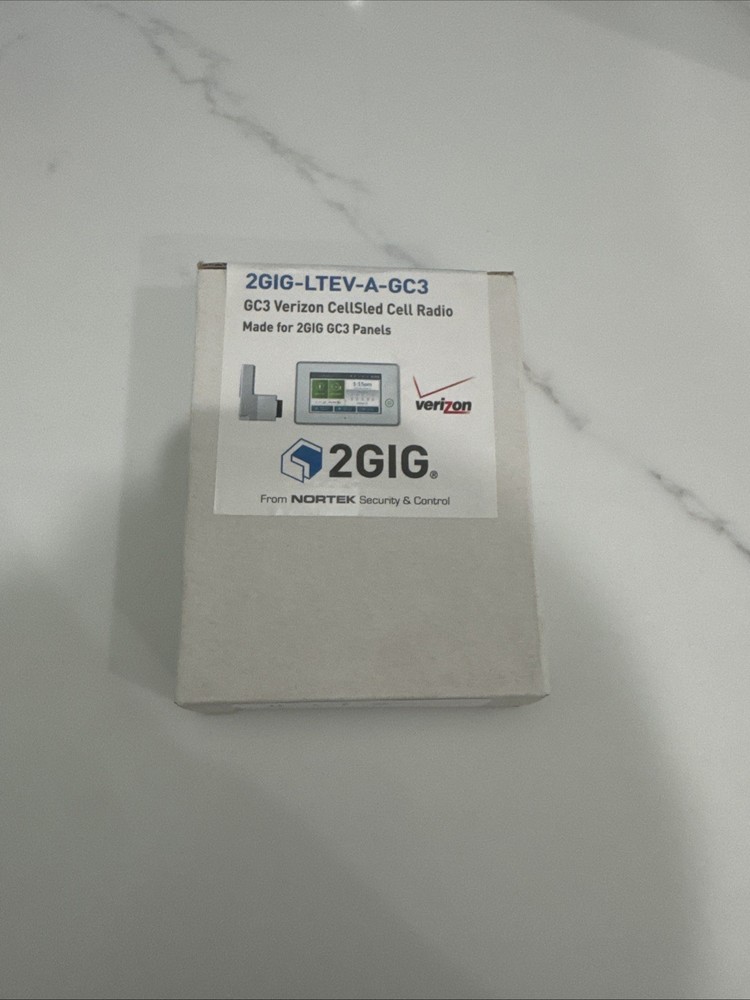 2GIG-LTEV-A-GC3
GC3 Verizon CellSled Cell Radio
Made for 2GIG GC3 Panels
verizon
2GIG®
From NORTEK Security & Control